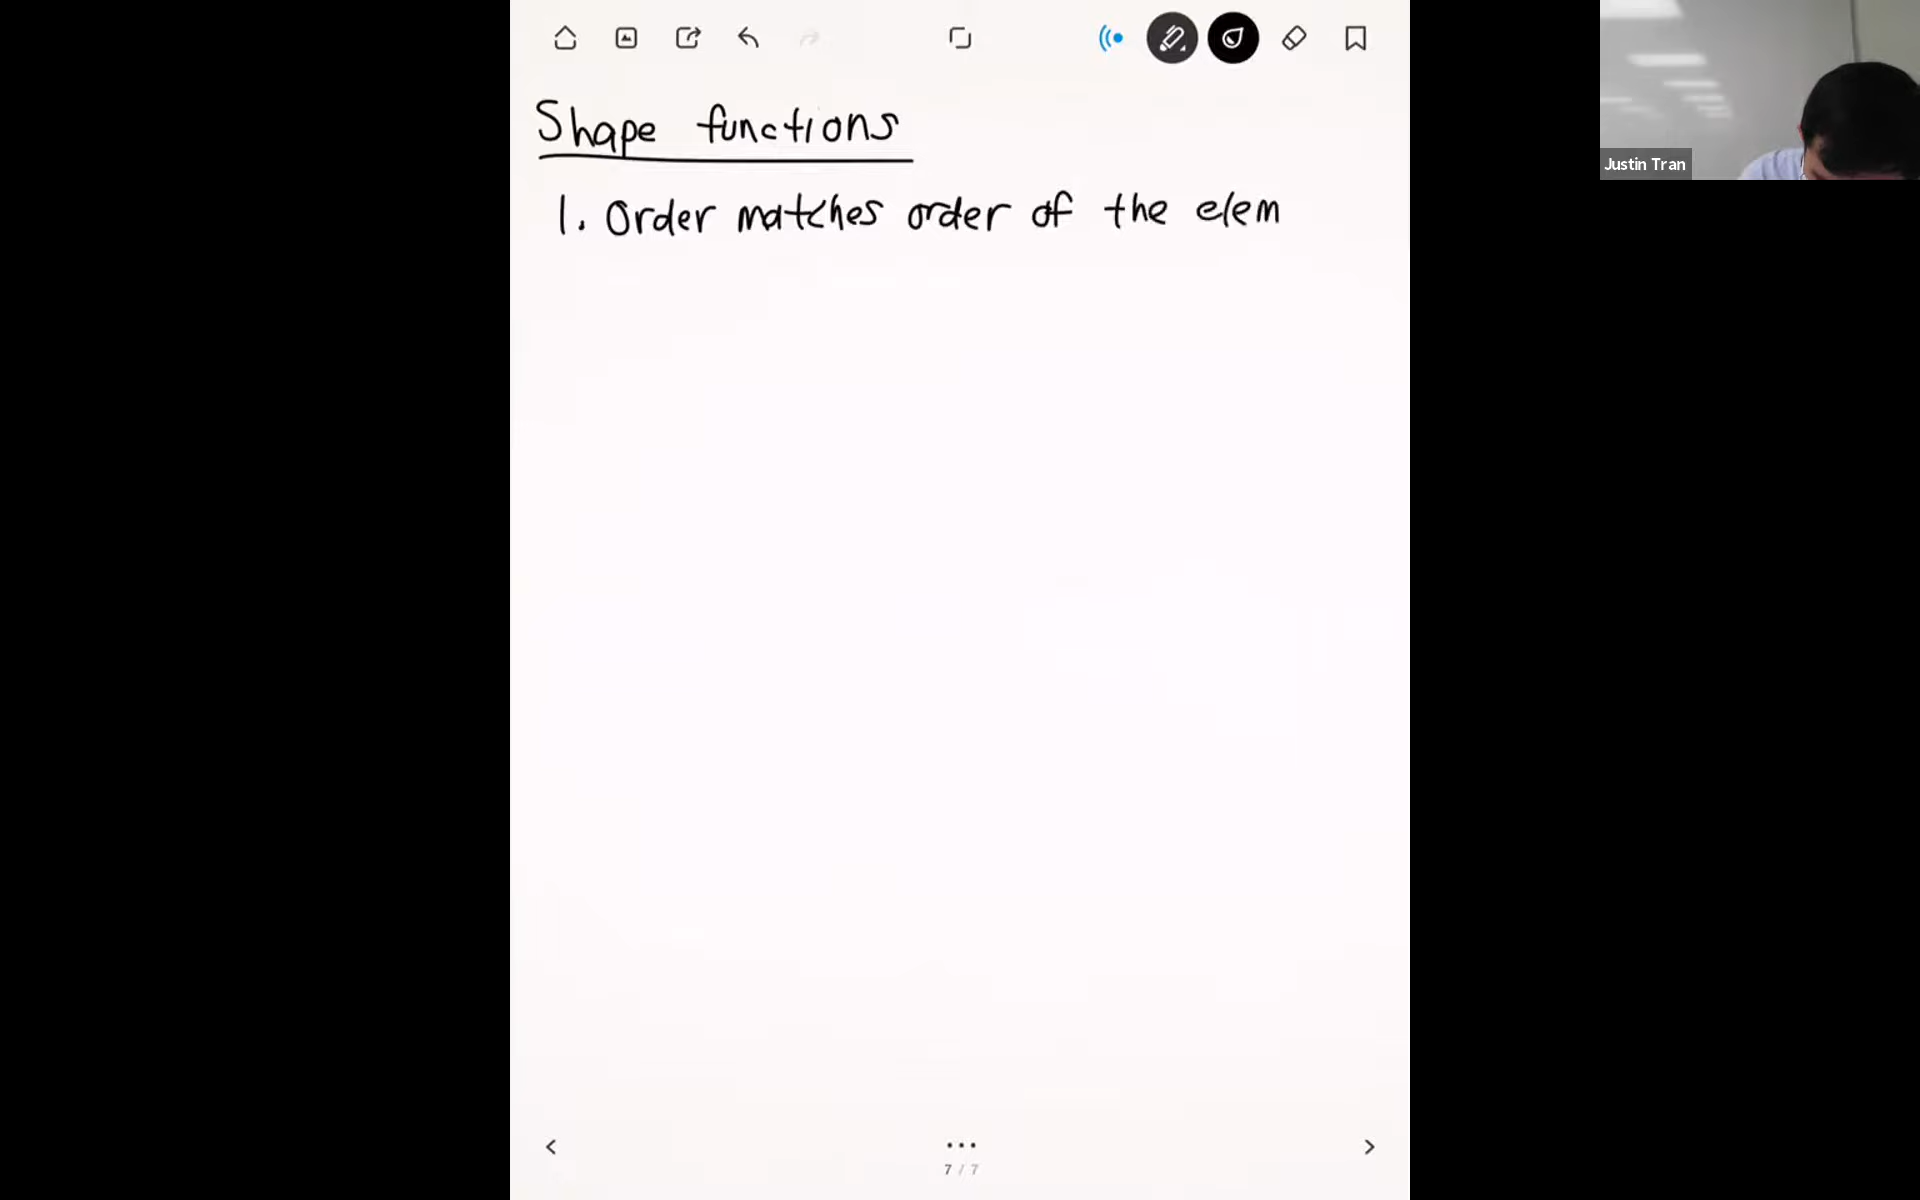 Shape functions
1. Order matches order of the elem
Justin Tran
7 / 7